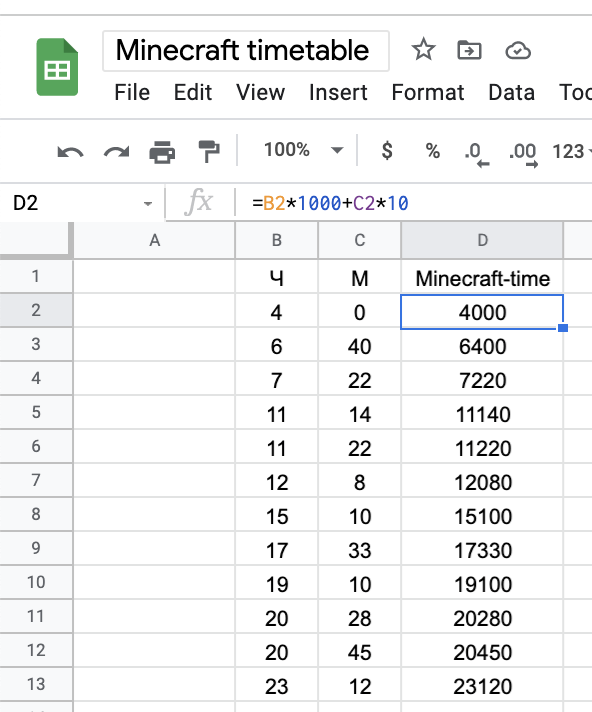 Minecraft timetable
File Edit View Insert Format Data
100% $ % .0 .00 123
D2 fx =B2*1000+C2*10
A B C D
1 Ч М Minecraft-time
2 4 0 4000
3 6 40 6400
4 7 22 7220
5 11 14 11140
6 11 22 11220
7 12 8 12080
8 15 10 15100
9 17 33 17330
10 19 10 19100
11 20 28 20280
12 20 45 20450
13 23 12 23120